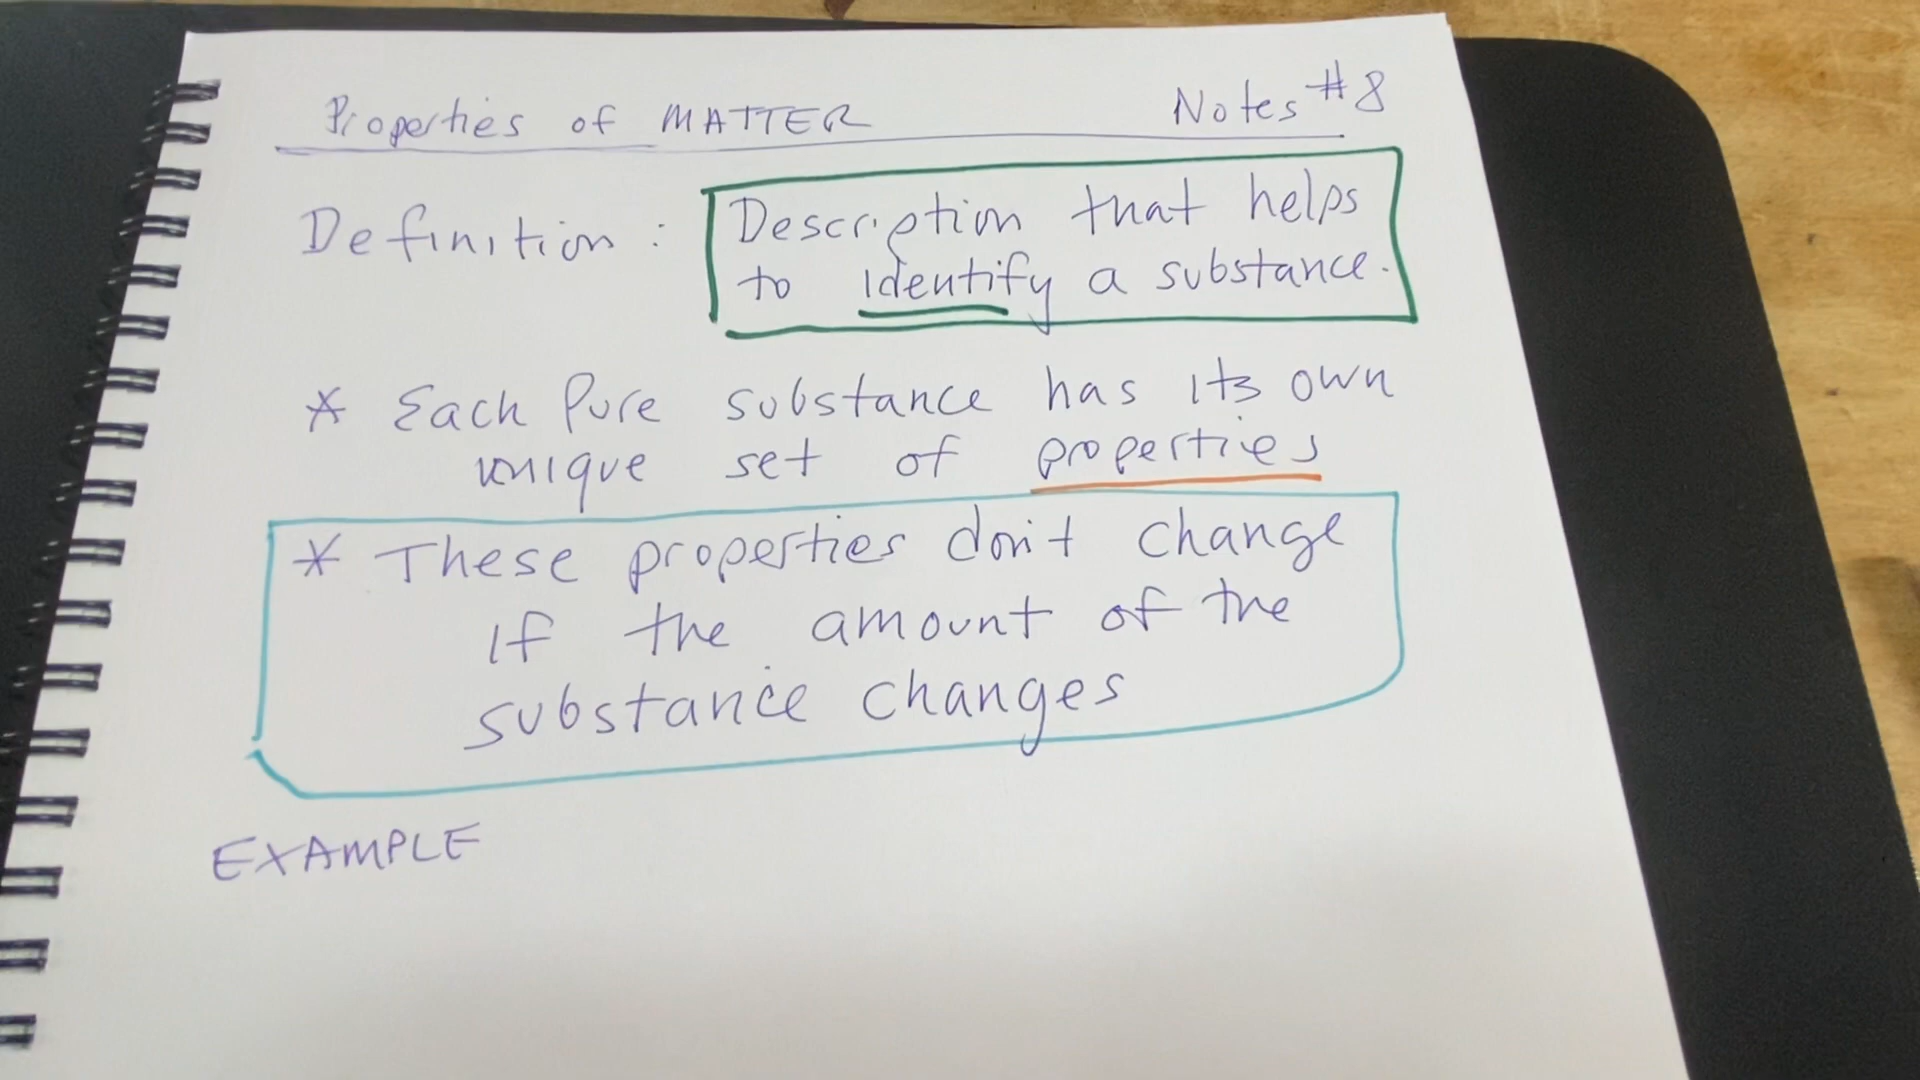 Properties of MATTER Notes #8
Definition: Description that helps
to identify a substance.
* Each Pure substance has its own
unique set of properties
* These properties don't change
if the amount of the
substance changes
EXAMPLE